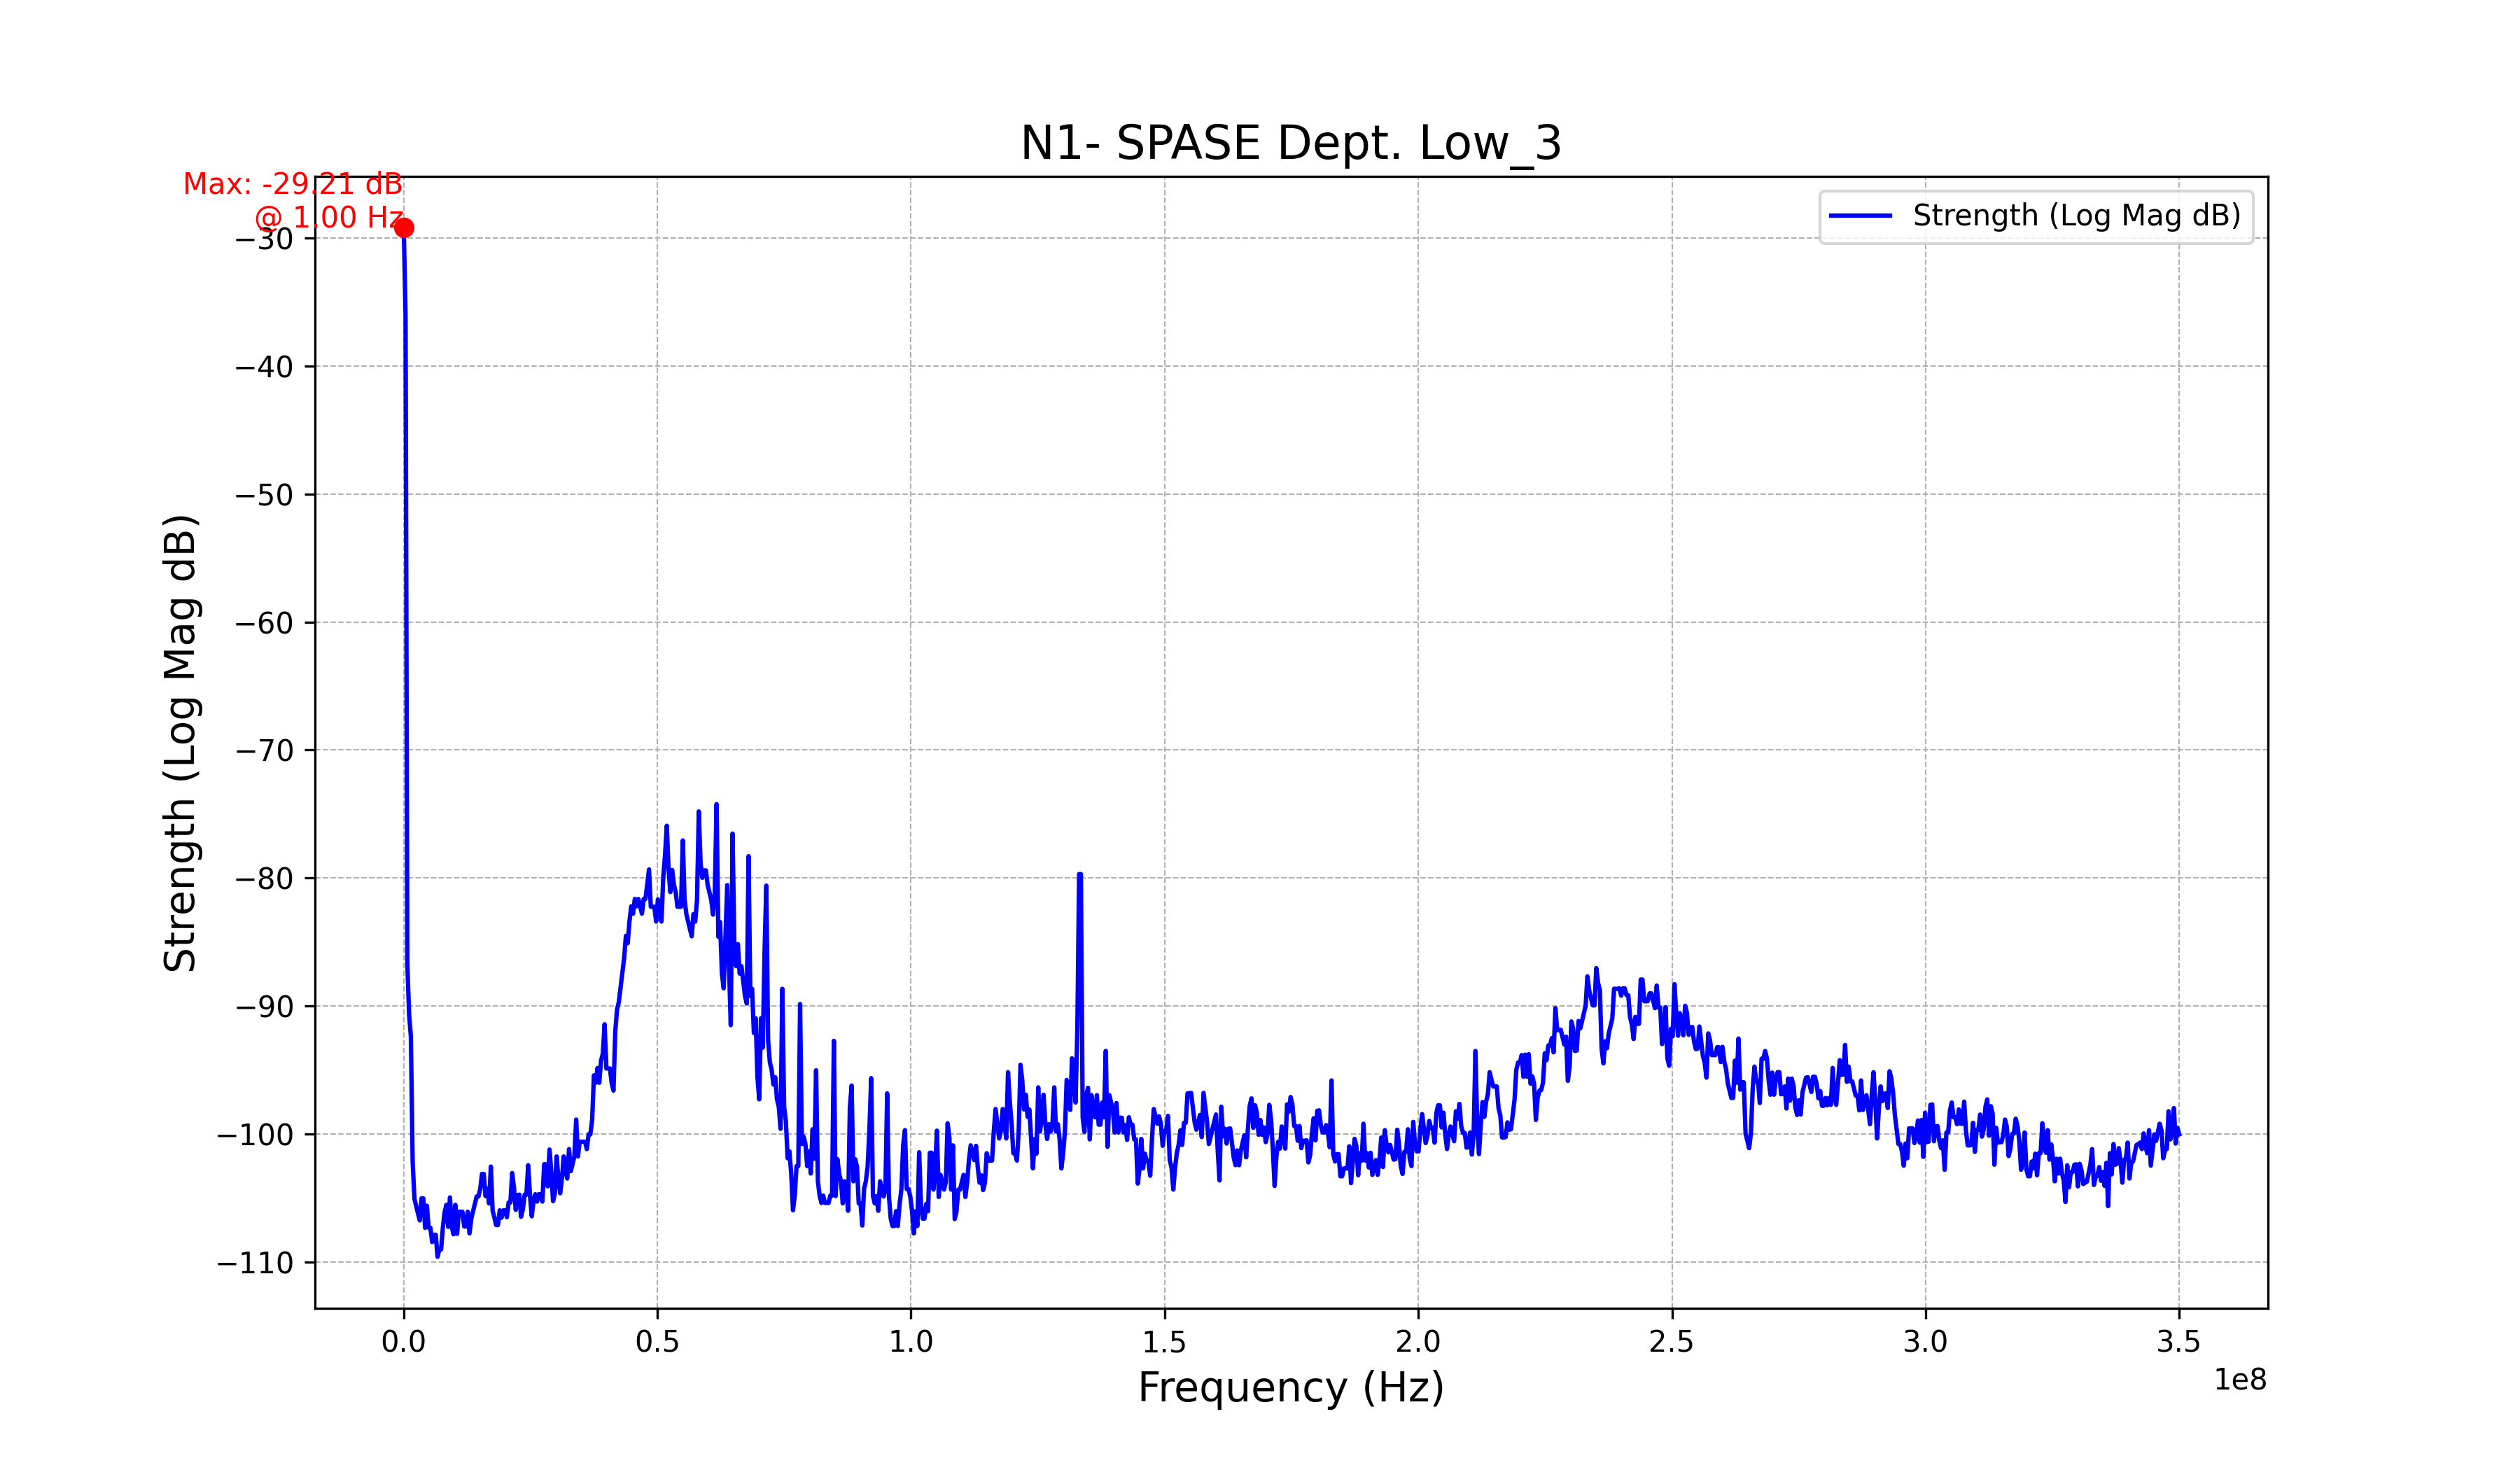 N1- SPASE Dept. Low_3
Max: -29.21 dB
@ 1.00 Hz
Strength (Log Mag dB)
−30
−40
−50
−60
−70
−80
−90
−100
−110
Strength (Log Mag dB)
0.0 0.5 1.0 1.5 2.0 2.5 3.0 3.5
1e8
Frequency (Hz)